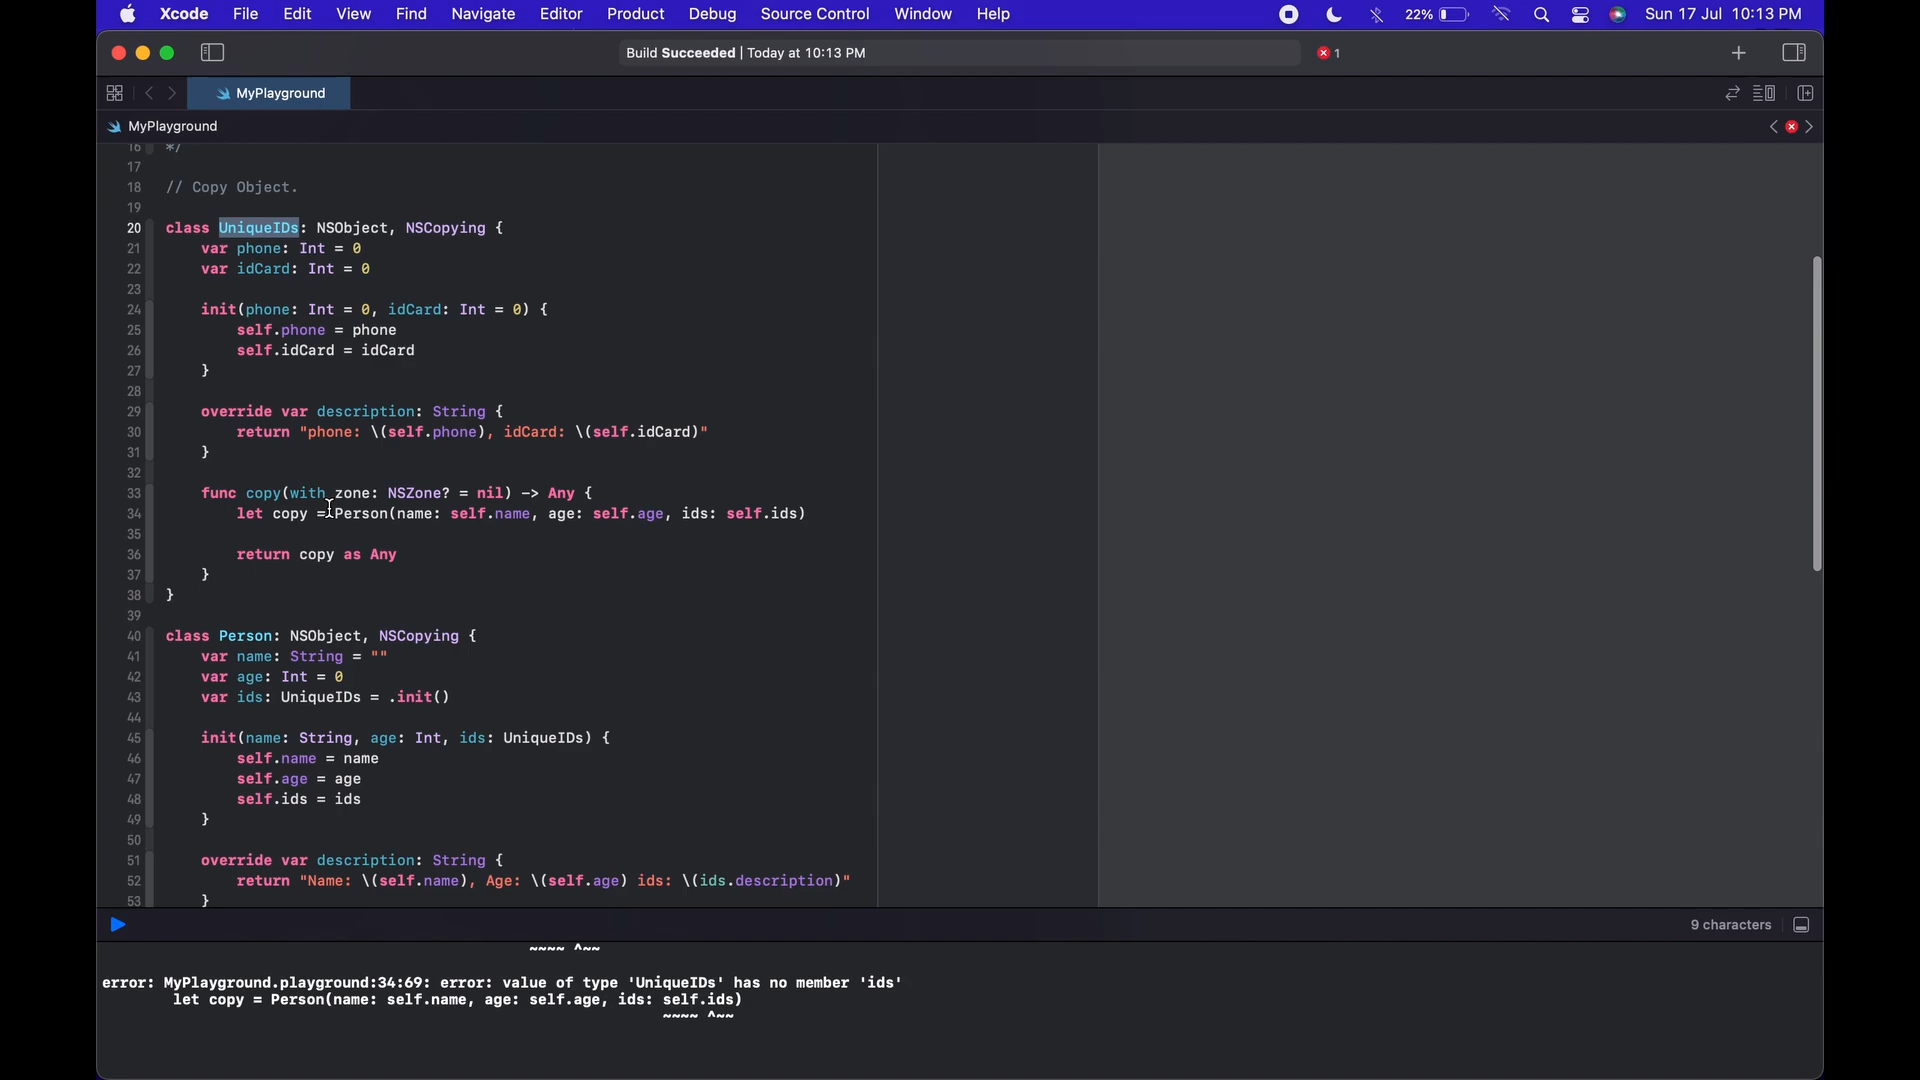 Xcode File Edit View Find Navigate Editor Product Debug Source Control Window Help 22% Sun 17 Jul 10:13 PM
Build Succeeded | Today at 10:13 PM 1
MyPlayground
MyPlayground
16 */
17
18 // Copy Object.
19
20 class UniqueIDs: NSObject, NSCopying {
21 var phone: Int = 0
22 var idCard: Int = 0
23
24 init(phone: Int = 0, idCard: Int = 0) {
25 self.phone = phone
26 self.idCard = idCard
27 }
28
29 override var description: String {
30 return "phone: \(self.phone), idCard: \(self.idCard)"
31 }
32
33 func copy(with zone: NSZone? = nil) -> Any {
34 let copy = Person(name: self.name, age: self.age, ids: self.ids)
35
36 return copy as Any
37 }
38 }
39
40 class Person: NSObject, NSCopying {
41 var name: String = ""
42 var age: Int = 0
43 var ids: UniqueIDs = .init()
44
45 init(name: String, age: Int, ids: UniqueIDs) {
46 self.name = name
47 self.age = age
48 self.ids = ids
49 }
50
51 override var description: String {
52 return "Name: \(self.name), Age: \(self.age) ids: \(ids.description)"
53 }
9 characters
~~~~ ^~~
error: MyPlayground.playground:34:69: error: value of type 'UniqueIDs' has no member 'ids'
let copy = Person(name: self.name, age: self.age, ids: self.ids)
~~~~ ^~~